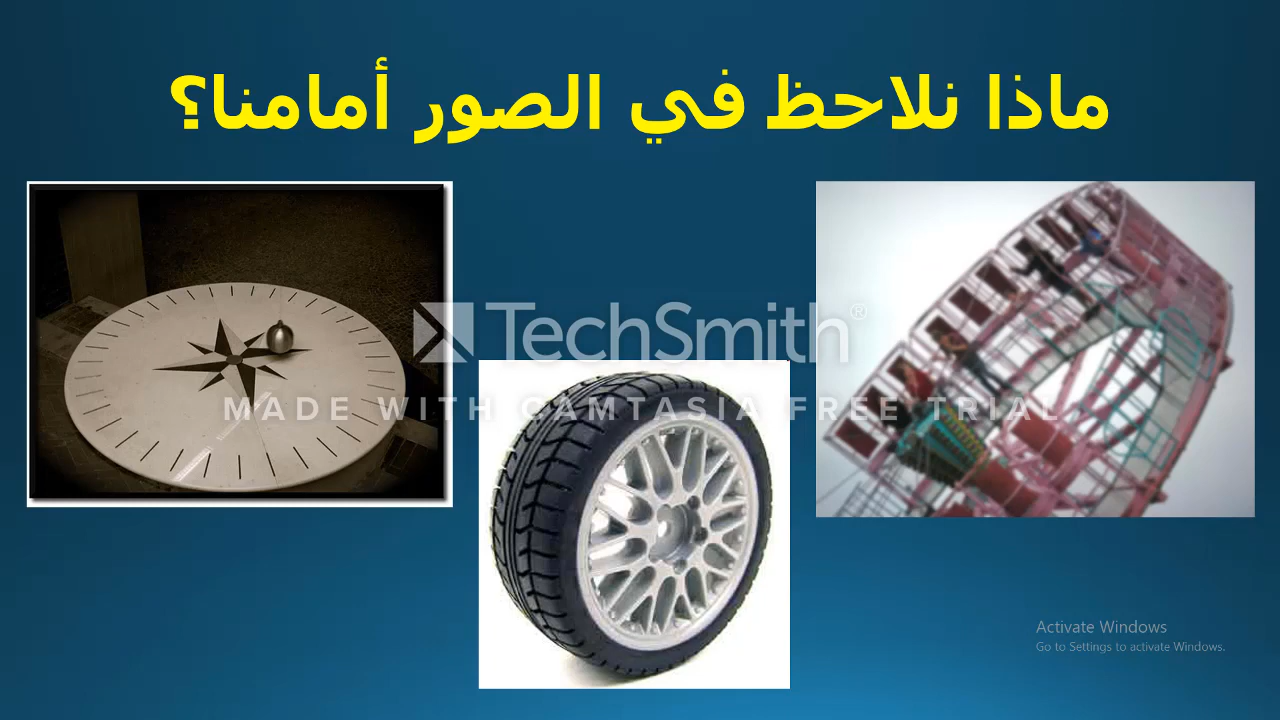 ماذا نلاحظ في الصور أمامنا؟
TechSmith®
MADE WITH CAMTASIA FREE TRIAL
Activate Windows
Go to Settings to activate Windows.